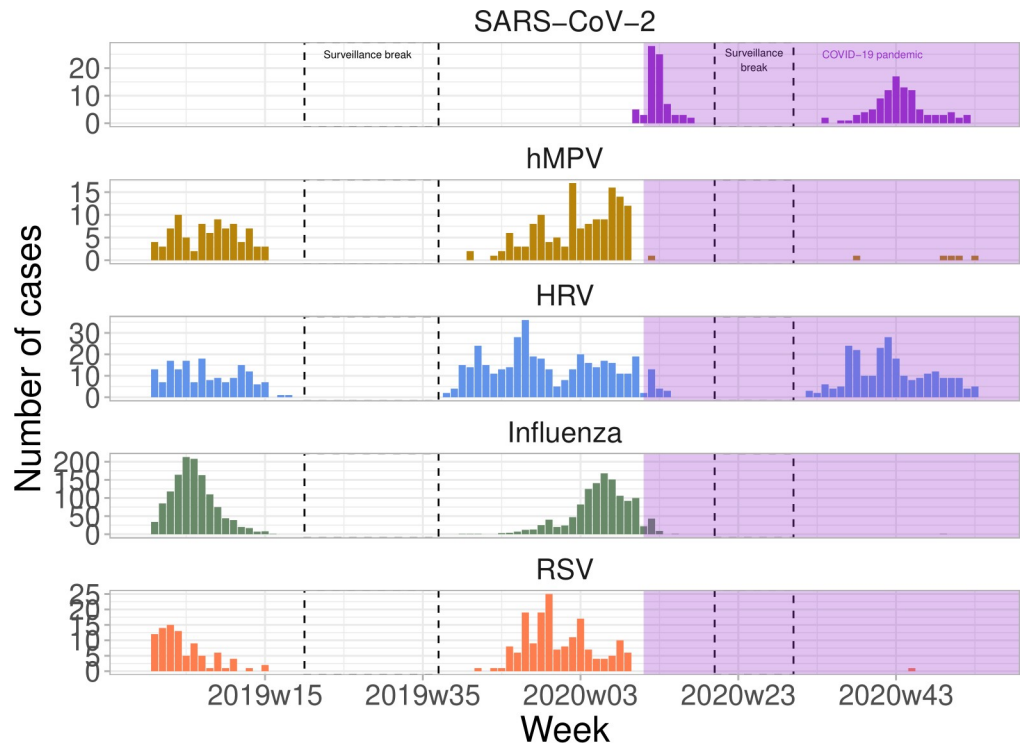 SARS−CoV−2
Surveillance break
Surveillance
break
COVID−19 pandemic
20
10
0
hMPV
15
10
5
0
HRV
30
20
10
0
Influenza
200
150
100
50
0
RSV
25
20
15
10
5
0
Number of cases
2019w15
2019w35
2020w03
2020w23
2020w43
Week